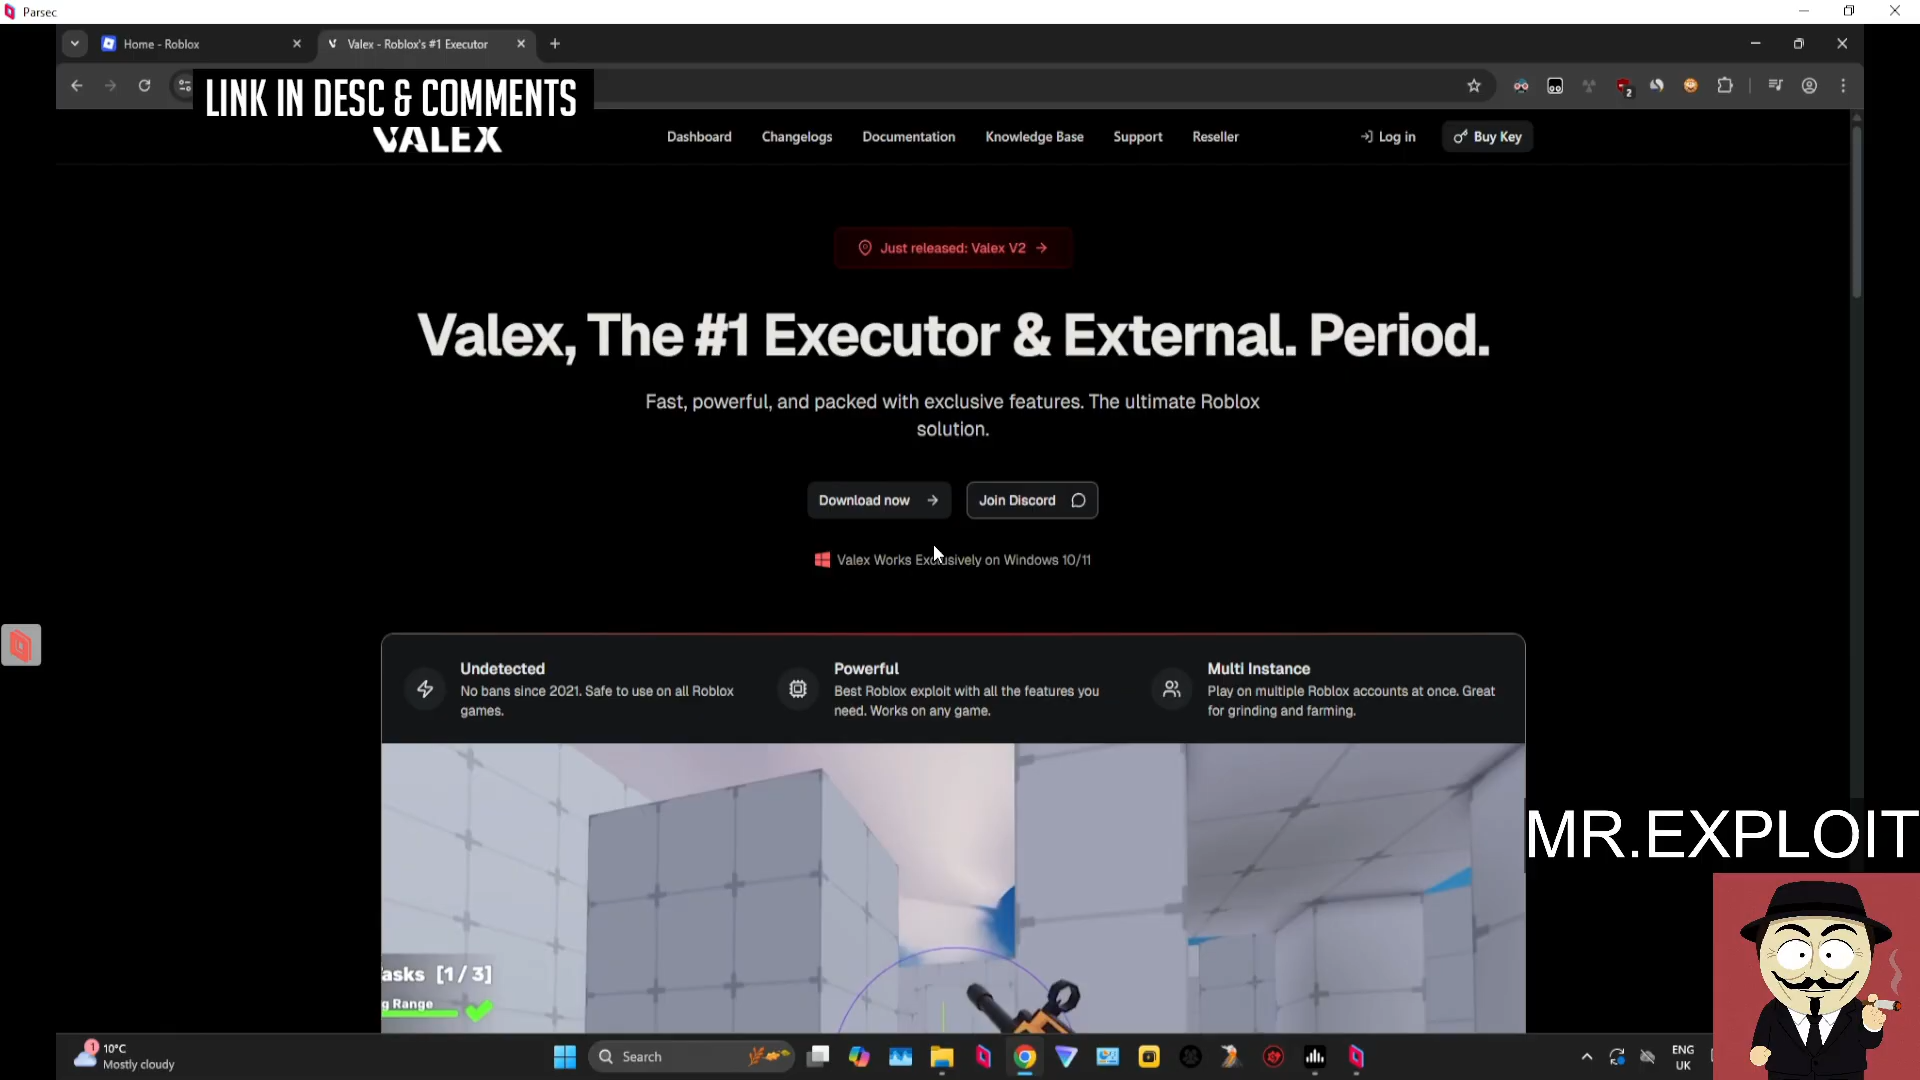 Parsec
Home - Roblox
Valex - Roblox's #1 Executor
LINK IN DESC & COMMENTS
2
VALEX
Dashboard
Changelogs
Documentation
Knowledge Base
Support
Reseller
Log in
Buy Key
Just released: Valex V2
Valex, The #1 Executor & External. Period.
Fast, powerful, and packed with exclusive features. The ultimate Roblox
solution.
Download now
Join Discord
Valex Works Exclusively on Windows 10/11
Undetected
No bans since 2021. Safe to use on all Roblox
games.
Powerful
Best Roblox exploit with all the features you
need. Works on any game.
Multi Instance
Play on multiple Roblox accounts at once. Great
for grinding and farming.
MR.EXPLOIT
asks [1/3]
g Range
1
10°C
Mostly cloudy
Search
ENG
UK